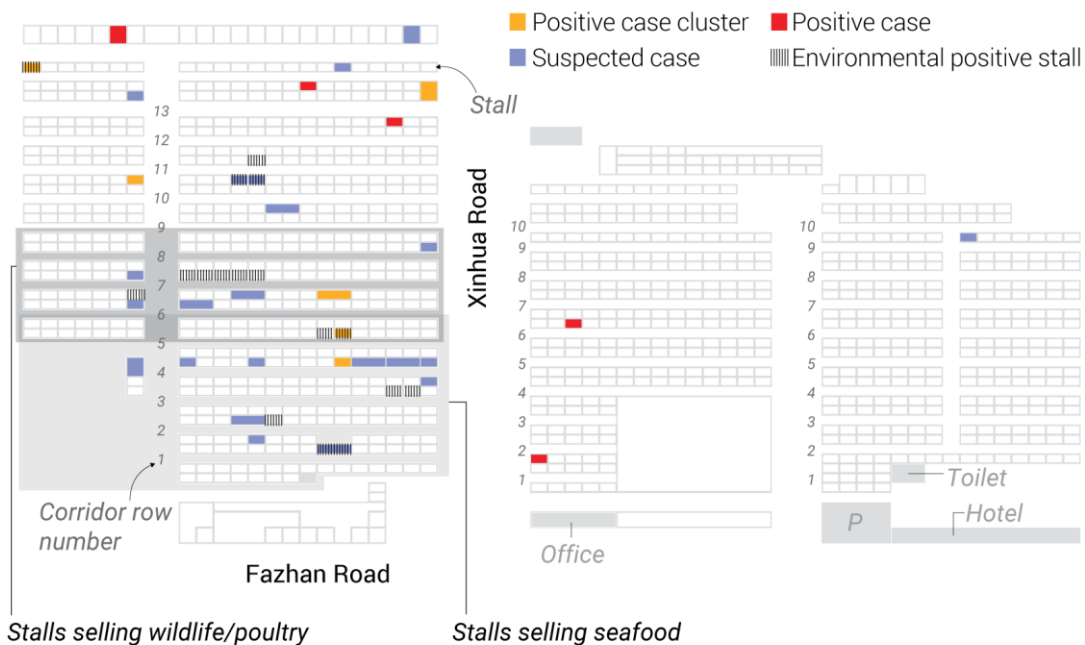 Positive case cluster
Positive case
Suspected case
Environmental positive stall
Stall
13
12
11
10
9
8
7
6
5
4
3
2
1
Corridor row
number
Fazhan Road
Xinhua Road
10
9
8
7
6
5
4
3
2
1
Office
10
9
8
7
6
5
4
3
2
1
Toilet
P
Hotel
Stalls selling wildlife/poultry
Stalls selling seafood